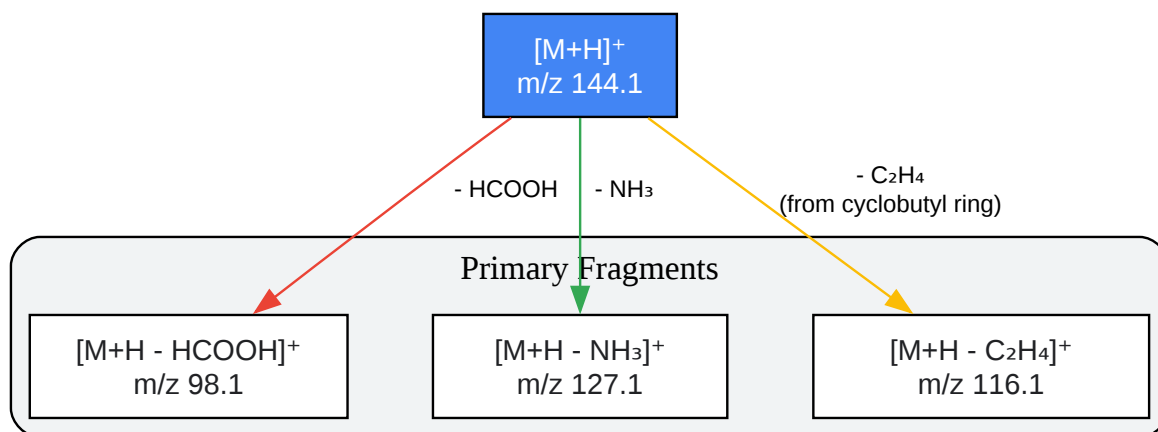 [M+H]⁺
m/z 144.1
- HCOOH
- NH₃
- C₂H₄
(from cyclobutyl ring)
Primary Fragments
[M+H - HCOOH]⁺
m/z 98.1
[M+H - NH₃]⁺
m/z 127.1
[M+H - C₂H₄]⁺
m/z 116.1